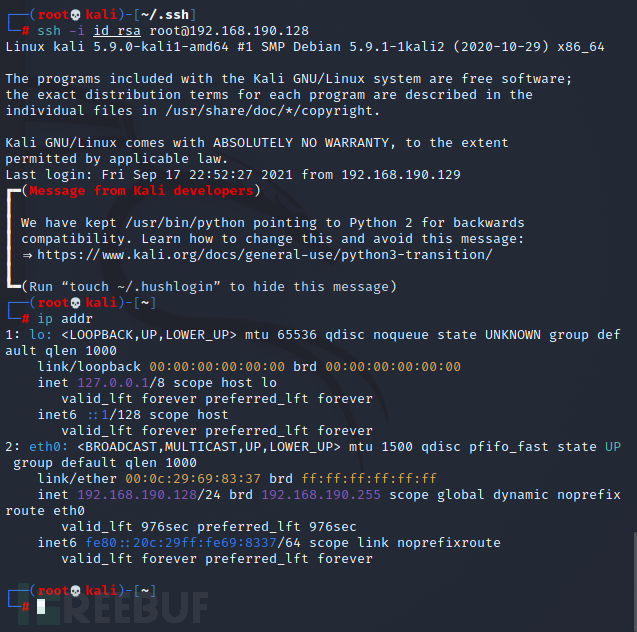 ┌──(root💀kali)-[~/.ssh]
└─# ssh -i id_rsa root@192.168.190.128
Linux kali 5.9.0-kali1-amd64 #1 SMP Debian 5.9.1-1kali2 (2020-10-29) x86_64

The programs included with the Kali GNU/Linux system are free software;
the exact distribution terms for each program are described in the
individual files in /usr/share/doc/*/copyright.

Kali GNU/Linux comes with ABSOLUTELY NO WARRANTY, to the extent
permitted by applicable law.
Last login: Fri Sep 17 22:52:27 2021 from 192.168.190.129
┏━(Message from Kali developers)
┃
┃ We have kept /usr/bin/python pointing to Python 2 for backwards
┃ compatibility. Learn how to change this and avoid this message:
┃ ⇒ https://www.kali.org/docs/general-use/python3-transition/
┃
┗━(Run “touch ~/.hushlogin” to hide this message)
┌──(root💀kali)-[~]
└─# ip addr
1: lo: <LOOPBACK,UP,LOWER_UP> mtu 65536 qdisc noqueue state UNKNOWN group def
ault qlen 1000
    link/loopback 00:00:00:00:00:00 brd 00:00:00:00:00:00
    inet 127.0.0.1/8 scope host lo
       valid_lft forever preferred_lft forever
    inet6 ::1/128 scope host
       valid_lft forever preferred_lft forever
2: eth0: <BROADCAST,MULTICAST,UP,LOWER_UP> mtu 1500 qdisc pfifo_fast state UP
 group default qlen 1000
    link/ether 00:0c:29:69:83:37 brd ff:ff:ff:ff:ff:ff
    inet 192.168.190.128/24 brd 192.168.190.255 scope global dynamic noprefix
route eth0
       valid_lft 976sec preferred_lft 976sec
    inet6 fe80::20c:29ff:fe69:8337/64 scope link noprefixroute
       valid_lft forever preferred_lft forever

┌──(root💀kali)-[~]
└─#
FREEBUF